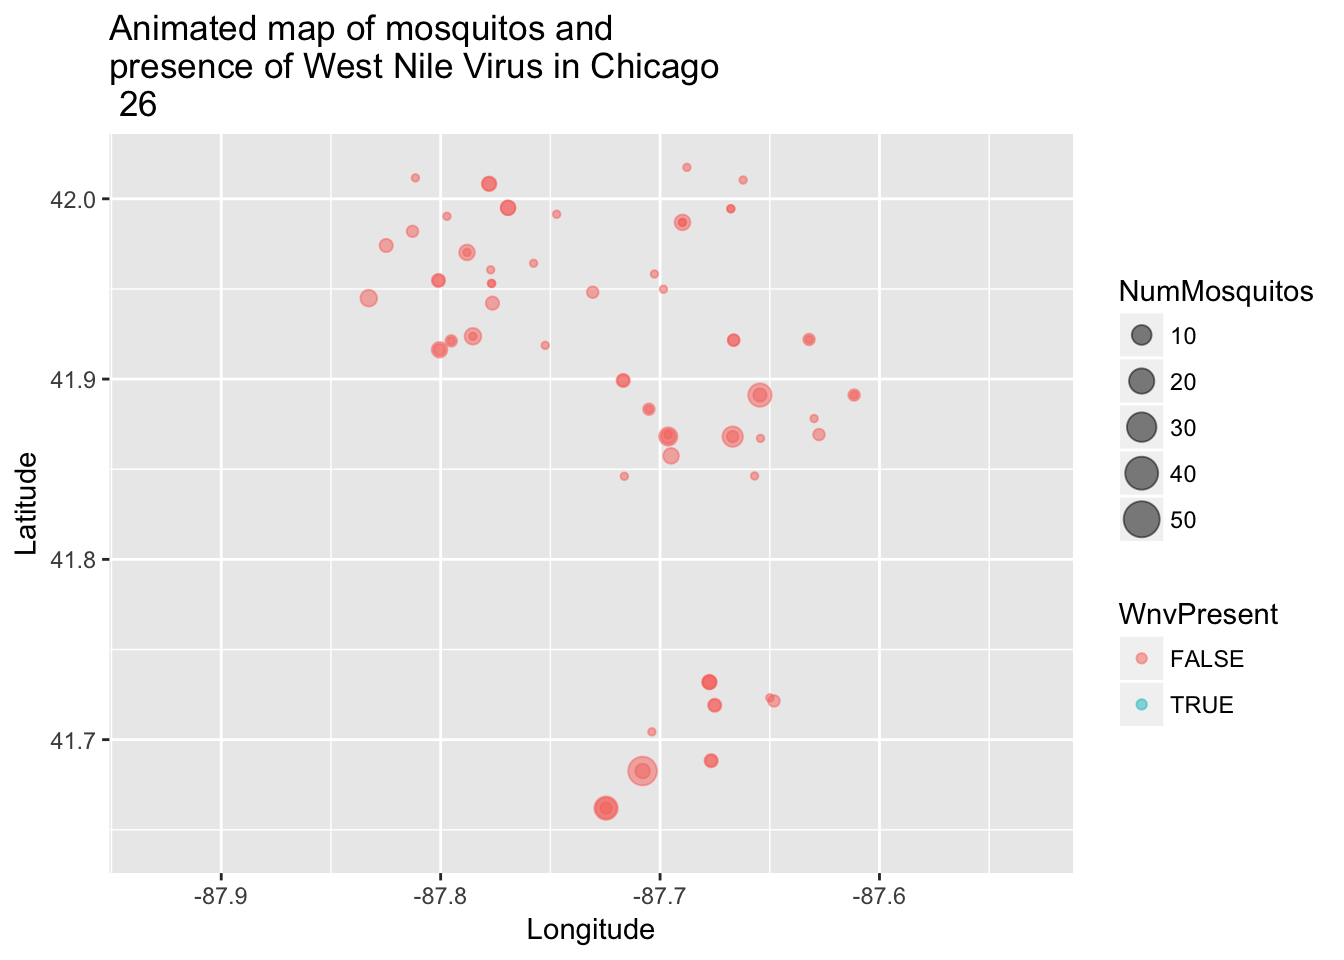 Animated map of mosquitos and
presence of West Nile Virus in Chicago
26
42.0
41.9
41.8
41.7
Latitude
-87.9
-87.8
-87.7
-87.6
Longitude
NumMosquitos
10
20
30
40
50
WnvPresent
FALSE
TRUE